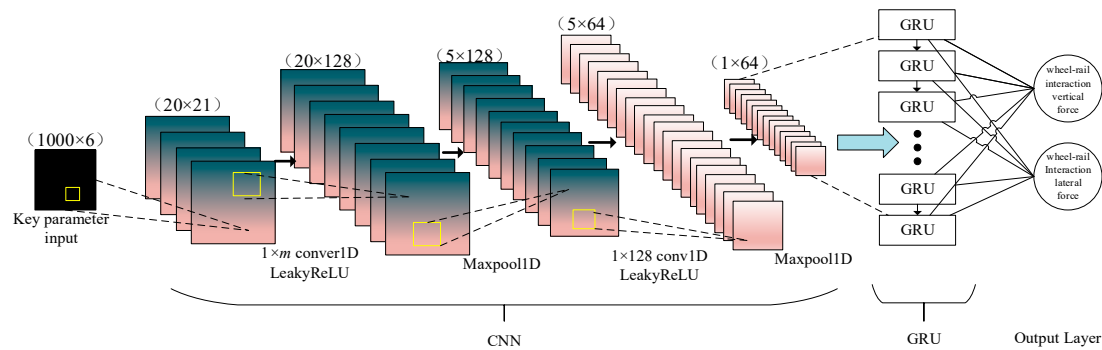 （1000×6）
Key parameter
input
（20×21）
（20×128）
1×m conver1D
LeakyReLU
（5×128）
Maxpool1D
（5×64）
1×128 conv1D
LeakyReLU
（1×64）
Maxpool1D
CNN
GRU
GRU
GRU
GRU
GRU
GRU
wheel-rail
interaction
vertical
force
wheel-rail
Interaction
lateral
force
Output Layer